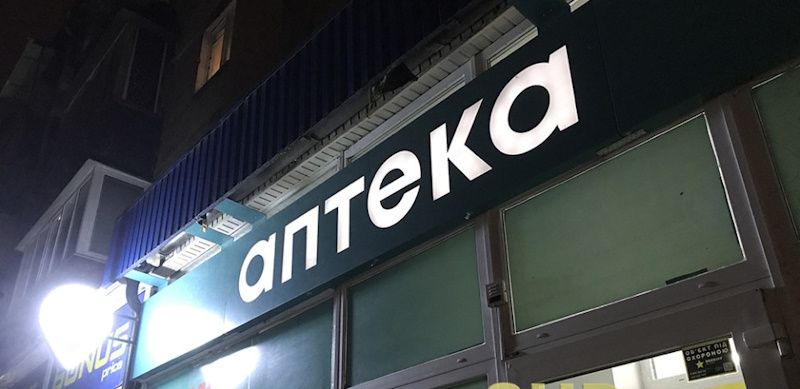 аптека
BONUS
price
ОБ'ЄКТ ПІД
ОХОРОНОЮ